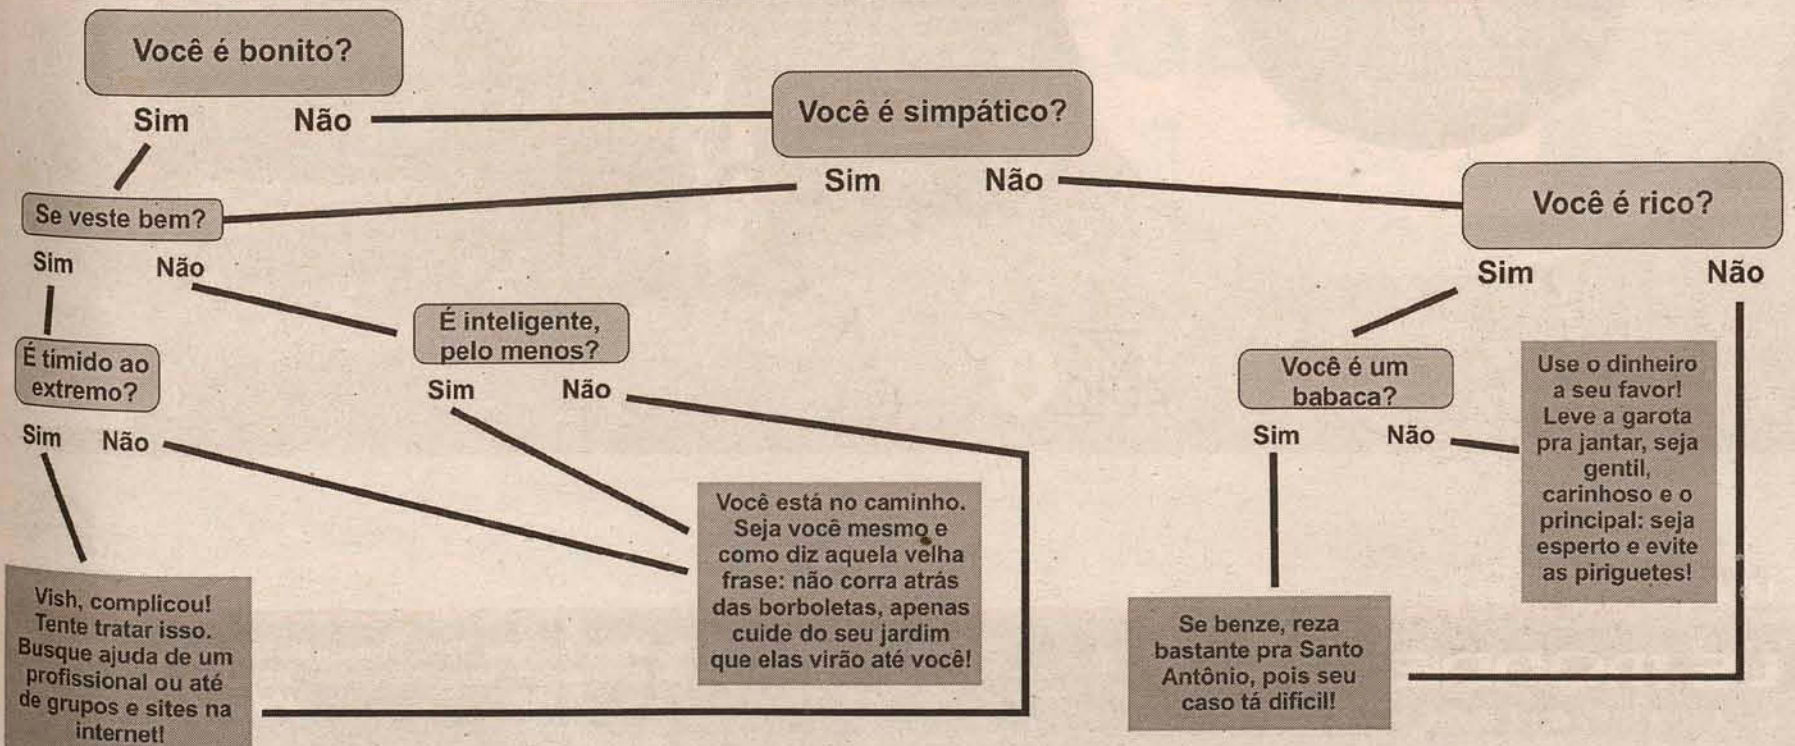 Você é bonito?
Sim Não
Você é simpático?
Sim Não
Você é rico?
Sim Não
Se veste bem?
Sim Não
É inteligente,
pelo menos?
Sim Não
É tímido ao
extremo?
Sim Não
Você é um
babaca?
Sim Não
Use o dinheiro
a seu favor!
Leve a garota
pra jantar, seja
gentil,
carinhoso e o
principal: seja
esperto e evite
as piriguetes!
Você está no caminho.
Seja você mesmo e
como diz aquela velha
frase: não corra atrás
das borboletas, apenas
cuide do seu jardim
que elas virão até você!
Vish, complicou!
Tente tratar isso.
Busque ajuda de um
profissional ou até
de grupos e sites na
internet!
Se benze, reza
bastante pra Santo
Antônio, pois seu
caso tá difícil!